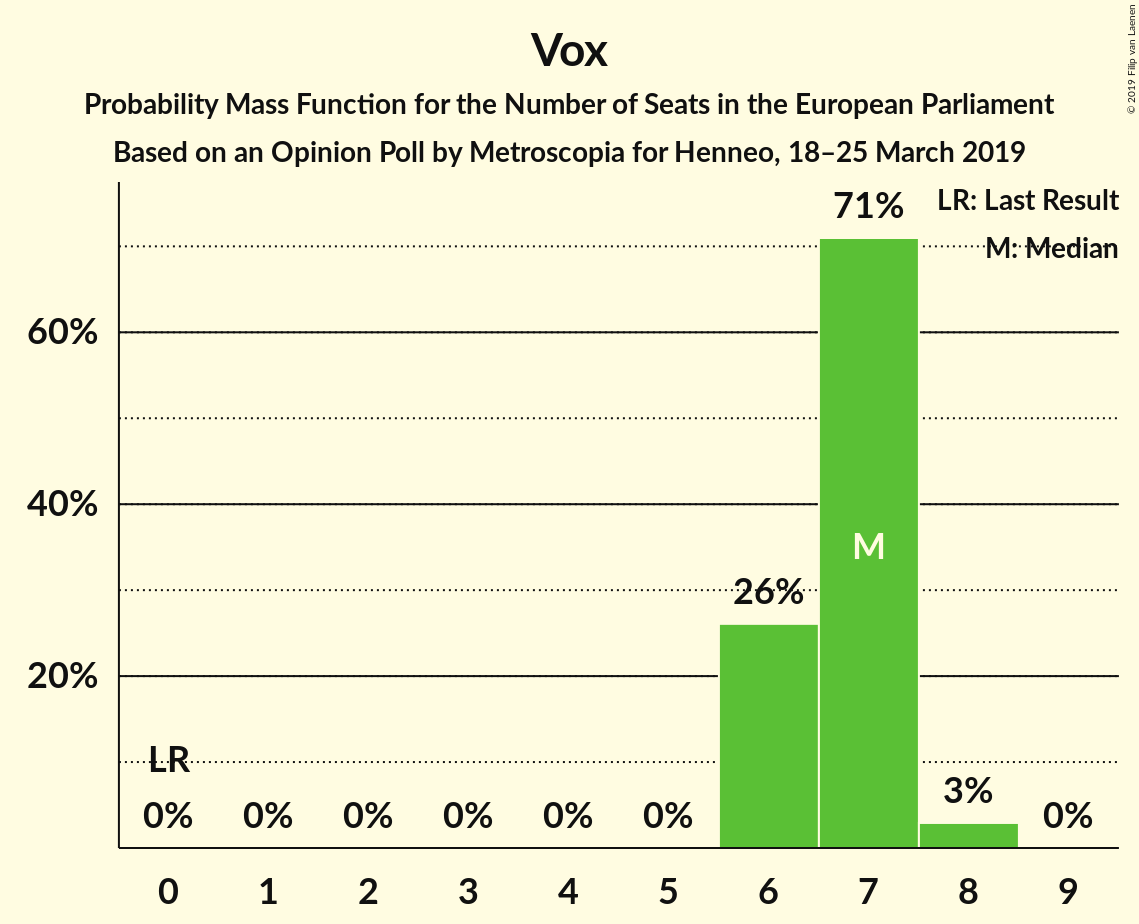 Vox
Probability Mass Function for the Number of Seats in the European Parliament
Based on an Opinion Poll by Metroscopia for Henneo, 18–25 March 2019
© 2019 Filip van Laenen
LR: Last Result
M: Median
71%
60%
40%
M
26%
20%
LR
3%
0% 0% 0% 0% 0% 0% 0%
0 1 2 3 4 5 6 7 8 9